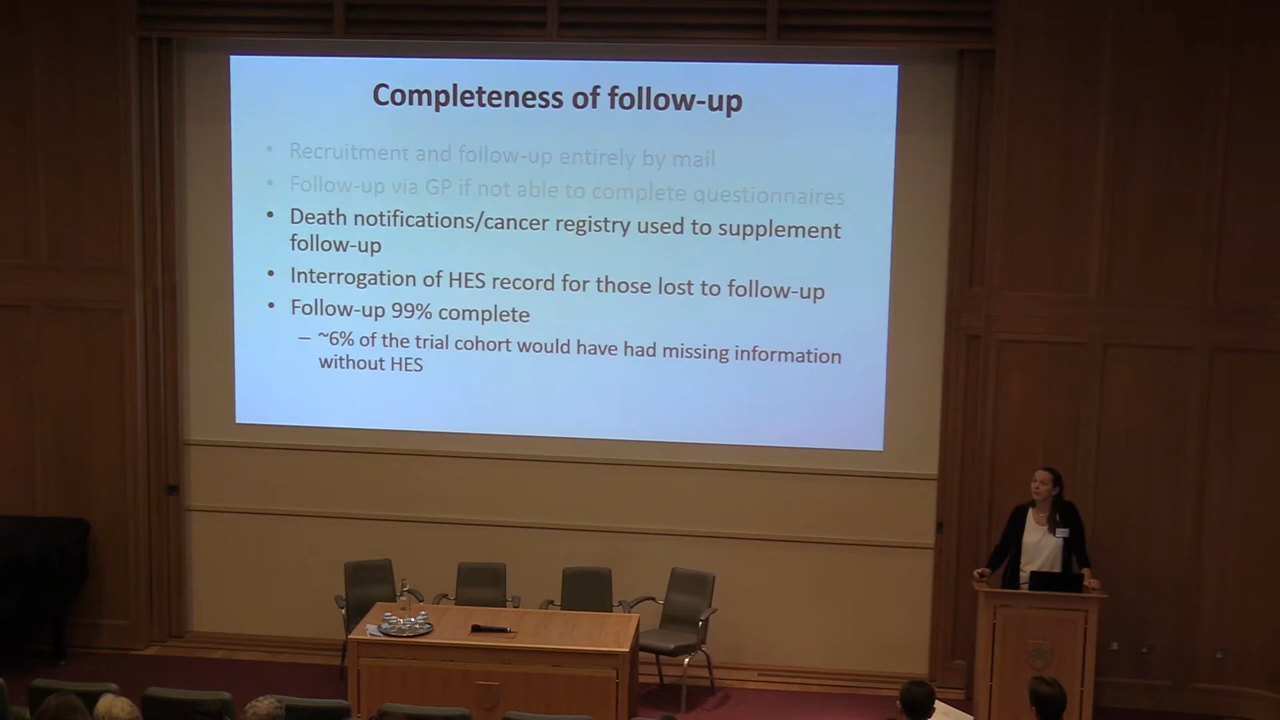 Completeness of follow-up
• Recruitment and follow-up entirely by mail
• Follow-up via GP if not able to complete questionnaires
• Death notifications/cancer registry used to supplement
follow-up
• Interrogation of HES record for those lost to follow-up
• Follow-up 99% complete
– ~6% of the trial cohort would have had missing information
without HES